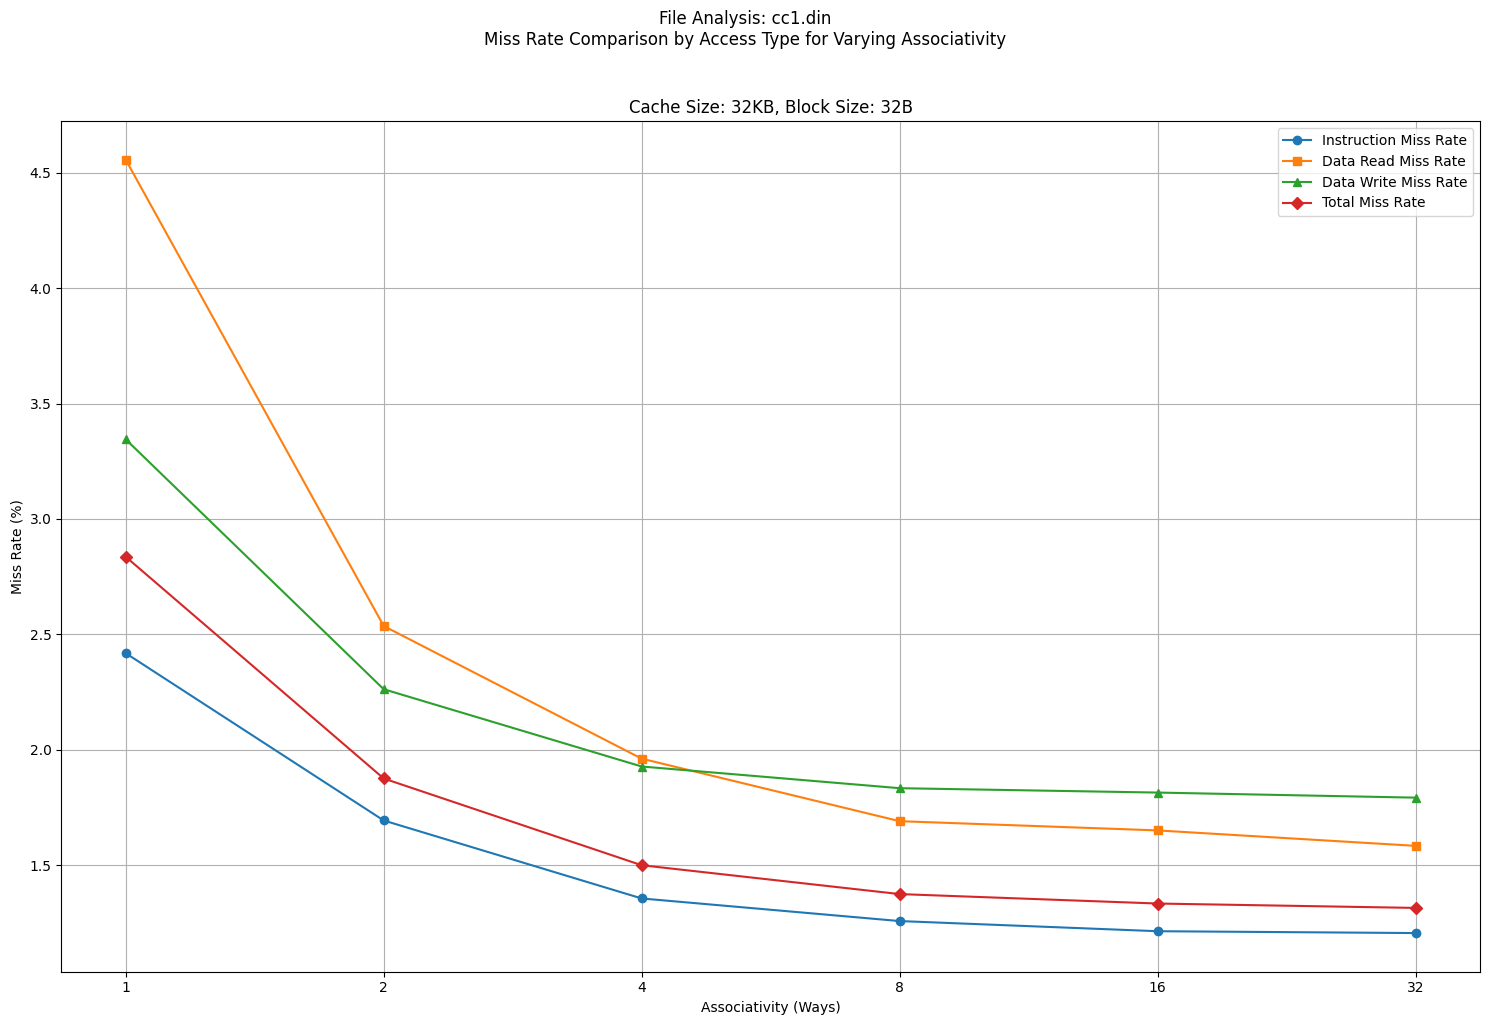 File Analysis: cc1.din
Miss Rate Comparison by Access Type for Varying Associativity
Cache Size: 32KB, Block Size: 32B
Instruction Miss Rate
Data Read Miss Rate
Data Write Miss Rate
Total Miss Rate
4.5
4.0
3.5
3.0
2.5
2.0
1.5
Miss Rate (%)
1 2 4 8 16 32
Associativity (Ways)